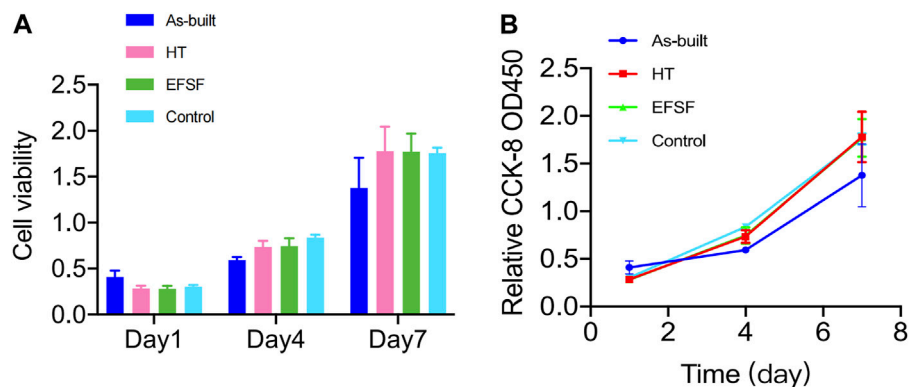 A
As-built
HT
EFSF
Control
Cell viability
2.5
2.0
1.5
1.0
0.5
0.0
Day1 Day4 Day7
B
As-built
HT
EFSF
Control
Relative CCK-8 OD450
2.5
2.0
1.5
1.0
0.5
0.0
0 2 4 6 8
Time (day)